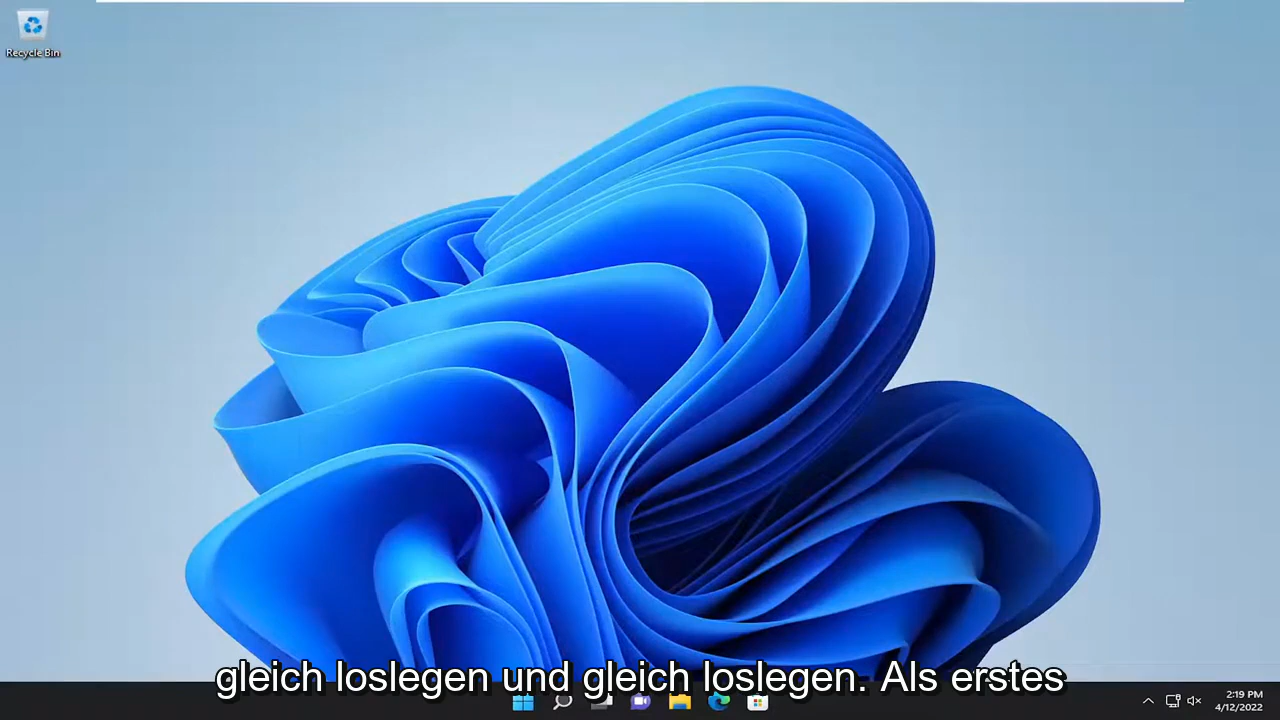 Recycle Bin
gleich loslegen und gleich loslegen. Als erstes
2:19 PM
4/12/2022